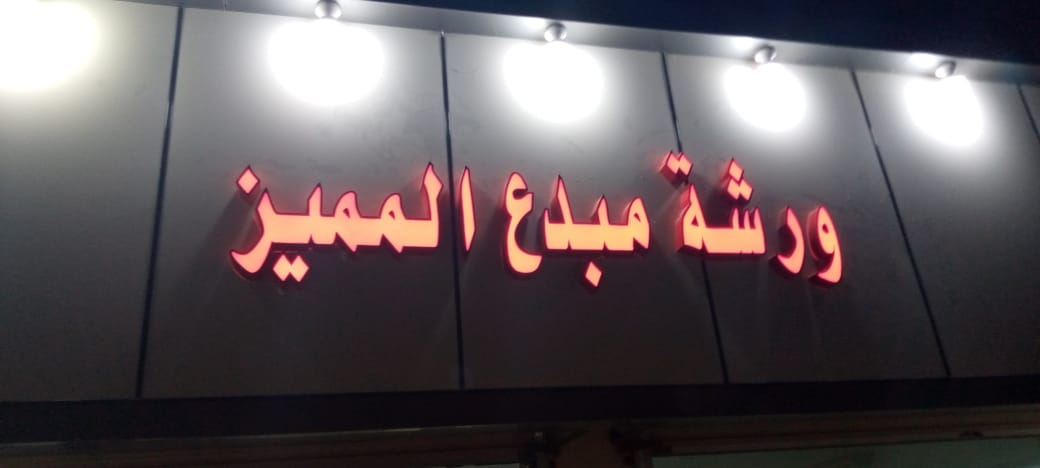 ورشة مبدع المميز